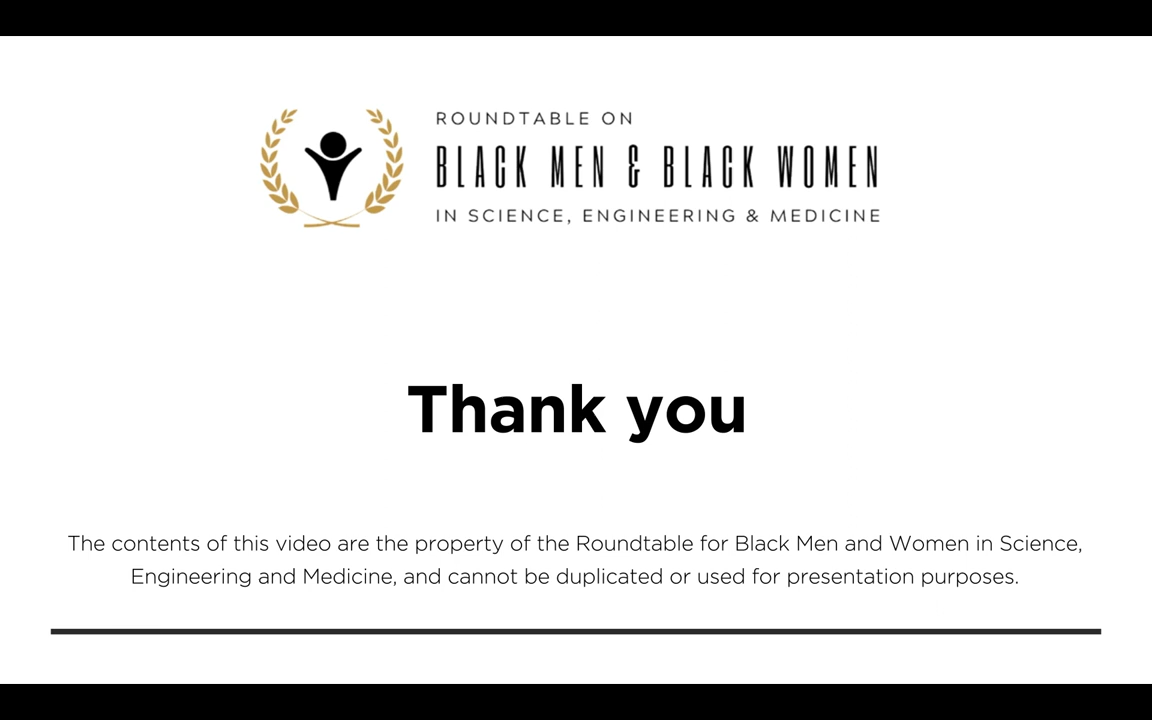 ROUNDTABLE ON
BLACK MEN & BLACK WOMEN
IN SCIENCE, ENGINEERING & MEDICINE
Thank you
The contents of this video are the property of the Roundtable for Black Men and Women in Science,
Engineering and Medicine, and cannot be duplicated or used for presentation purposes.